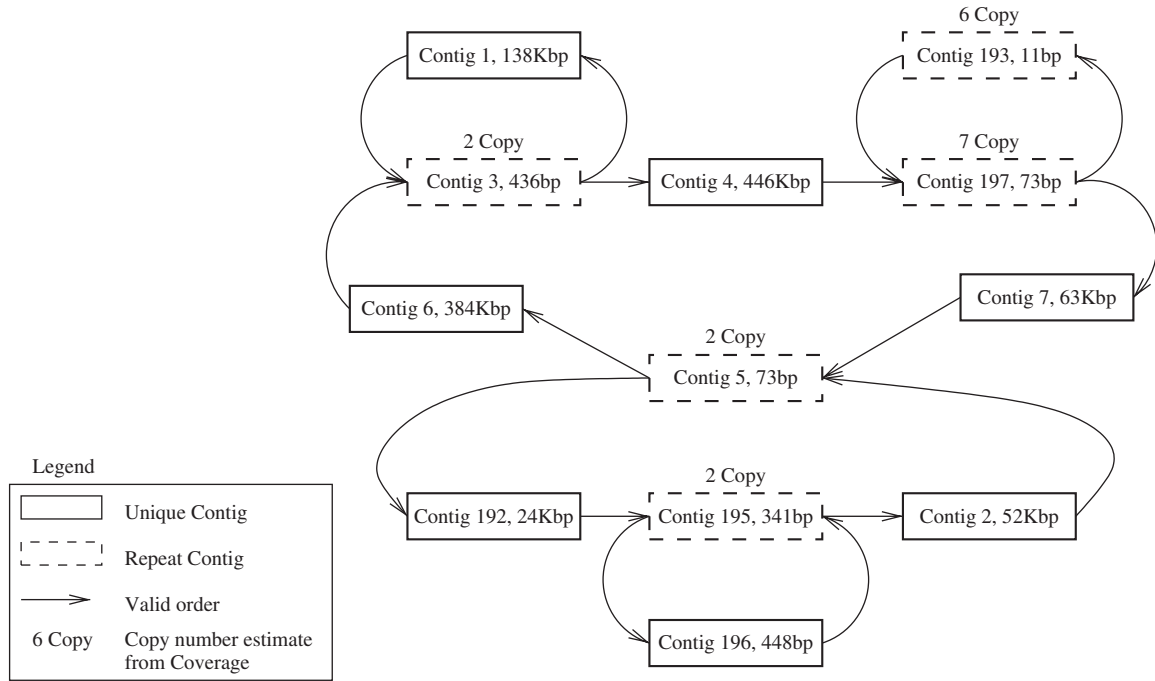 6 Copy
Contig 1, 138Kbp
Contig 193, 11bp
2 Copy
7 Copy
Contig 3, 436bp
Contig 4, 446Kbp
Contig 197, 73bp
Contig 6, 384Kbp
Contig 7, 63Kbp
2 Copy
Contig 5, 73bp
Legend
2 Copy
Unique Contig
Contig 192, 24Kbp
Contig 195, 341bp
Contig 2, 52Kbp
Repeat Contig
Valid order
6 Copy
Copy number estimate
from Coverage
Contig 196, 448bp